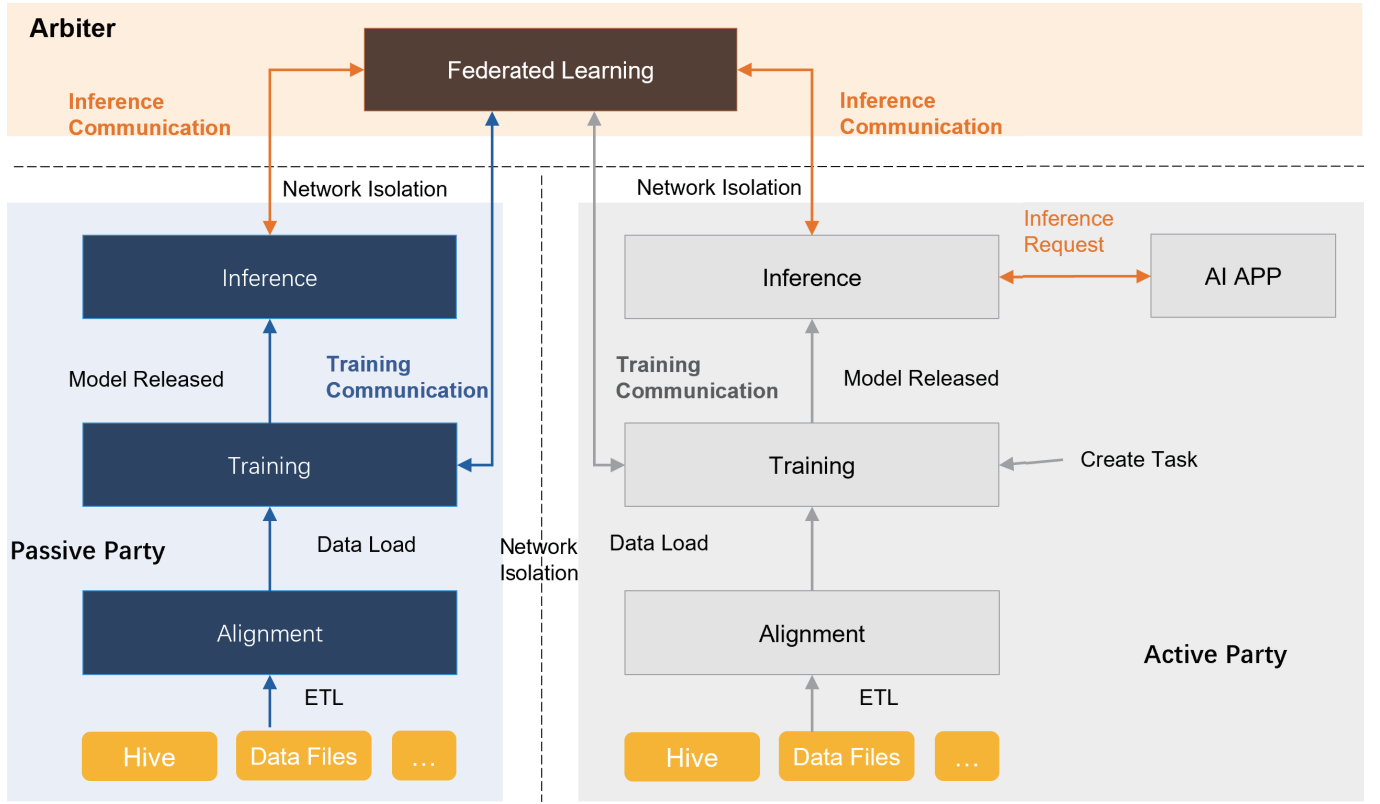 Arbiter
Federated Learning
Inference
Communication
Inference
Communication
Network Isolation
Network Isolation
Inference
Request
Inference
Inference
AI APP
Model Released
Training
Communication
Training
Communication
Model Released
Training
Training
Create Task
Passive Party
Data Load
Network
Isolation
Data Load
Alignment
Alignment
Active Party
ETL
ETL
Hive
Data Files
...
Hive
Data Files
...